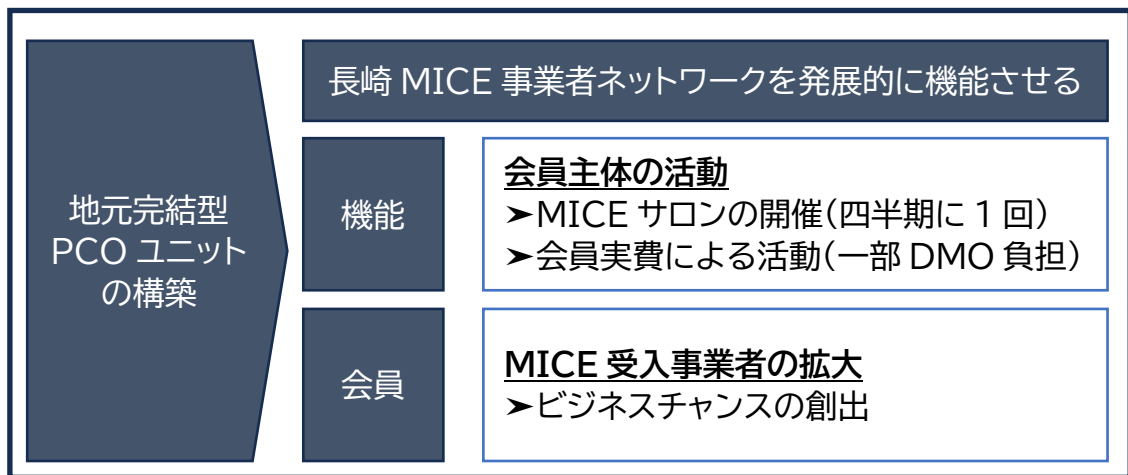 地元完結型
PCO ユニット
の構築
長崎 MICE 事業者ネットワークを発展的に機能させる
機能
会員主体の活動
➤MICE サロンの開催(四半期に 1 回)
➤会員実費による活動(一部 DMO 負担)
会員
MICE 受入事業者の拡大
➤ビジネスチャンスの創出